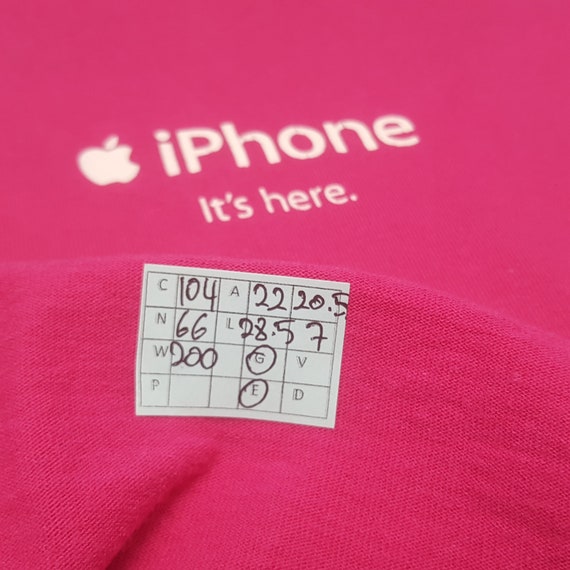 iPhone
It's here.
C 104 A 22 20.5
N 66 L 28.5 7
W 200 G V
P E D